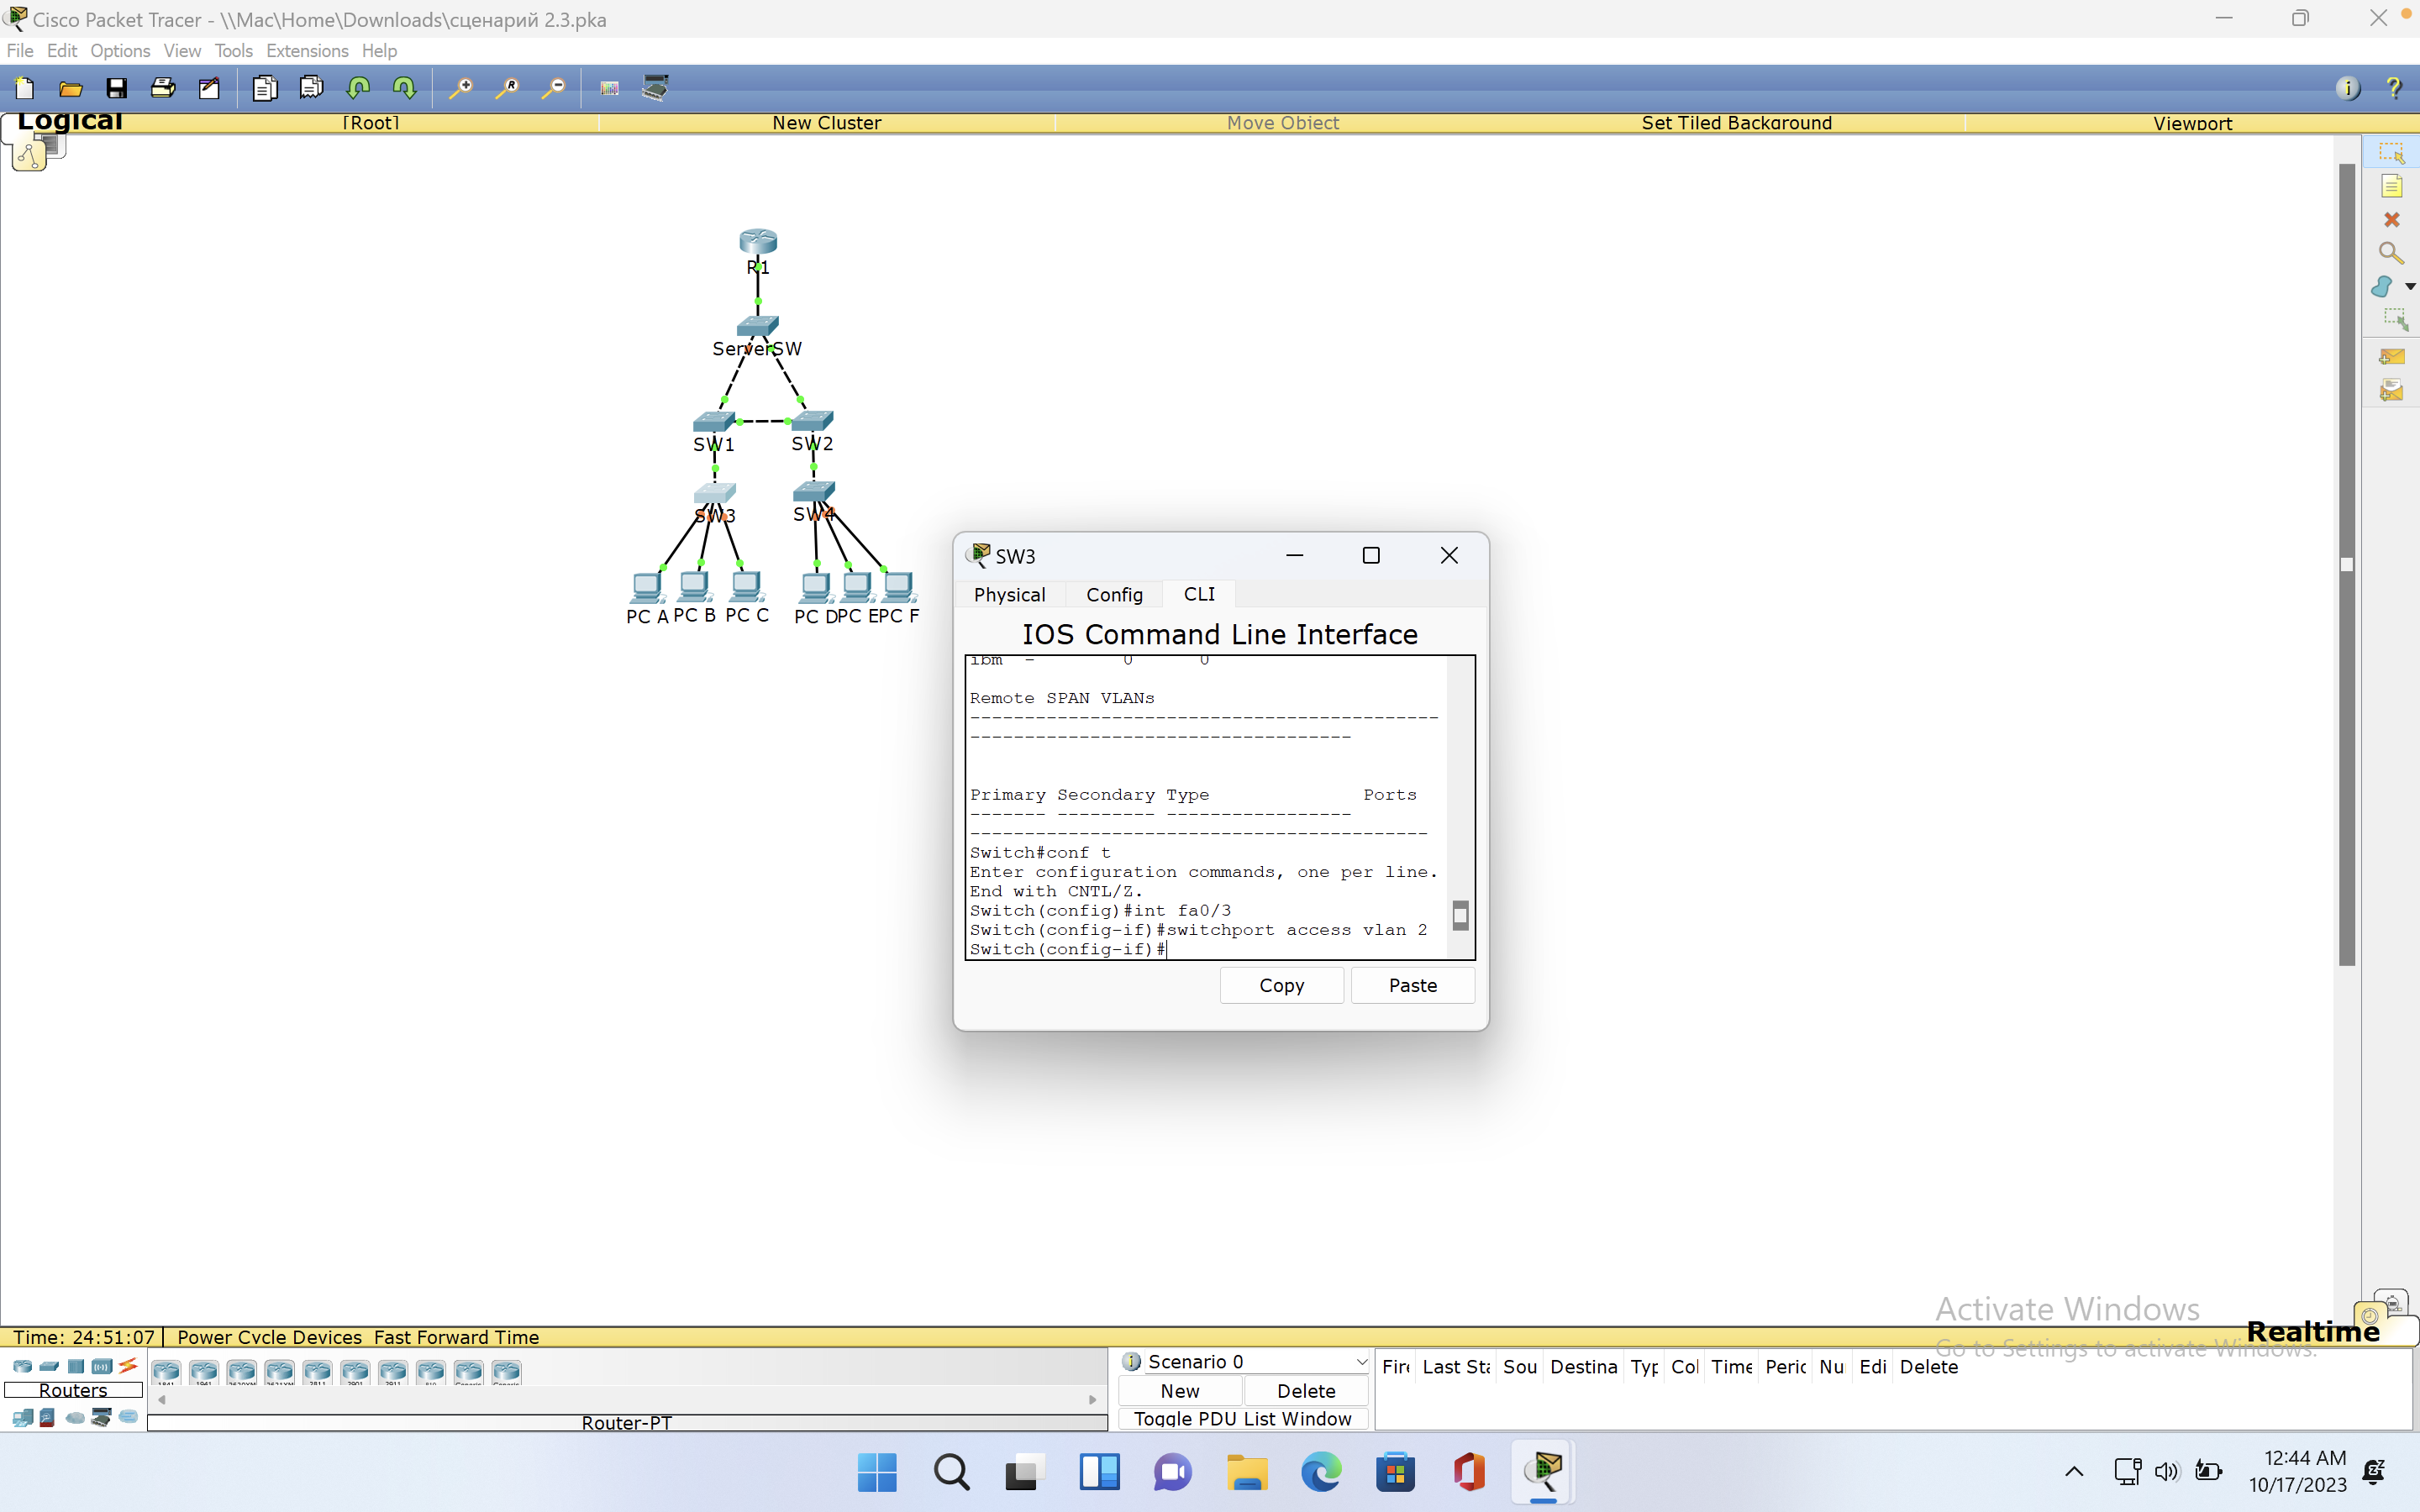 Cisco Packet Tracer - \\Mac\Home\Downloads\сценарий 2.3.pka
File Edit Options View Tools Extensions Help
Logical [Root] New Cluster Move Object Set Tiled Background Viewport
R1
ServerSW
SW1 SW2
SW3 SW4
PC A PC B PC C PC D PC E PC F
SW3
Physical Config CLI
IOS Command Line Interface
ibm - 0 0
Remote SPAN VLANs
-------------------------------------------
-----------------------------------
Primary Secondary Type Ports
------- --------- -----------------
------------------------------------------
Switch#conf t
Enter configuration commands, one per line.
End with CNTL/Z.
Switch(config)#int fa0/3
Switch(config-if)#switchport access vlan 2
Switch(config-if)#
Copy Paste
Activate Windows
Go to Settings to activate Windows.
Time: 24:51:07 Power Cycle Devices Fast Forward Time Realtime
Routers
Router-PT
Scenario 0
New Delete
Toggle PDU List Window
Fire Last Sta Sou Destina Typ Col Time Peric Nu Edi Delete
12:44 AM
10/17/2023